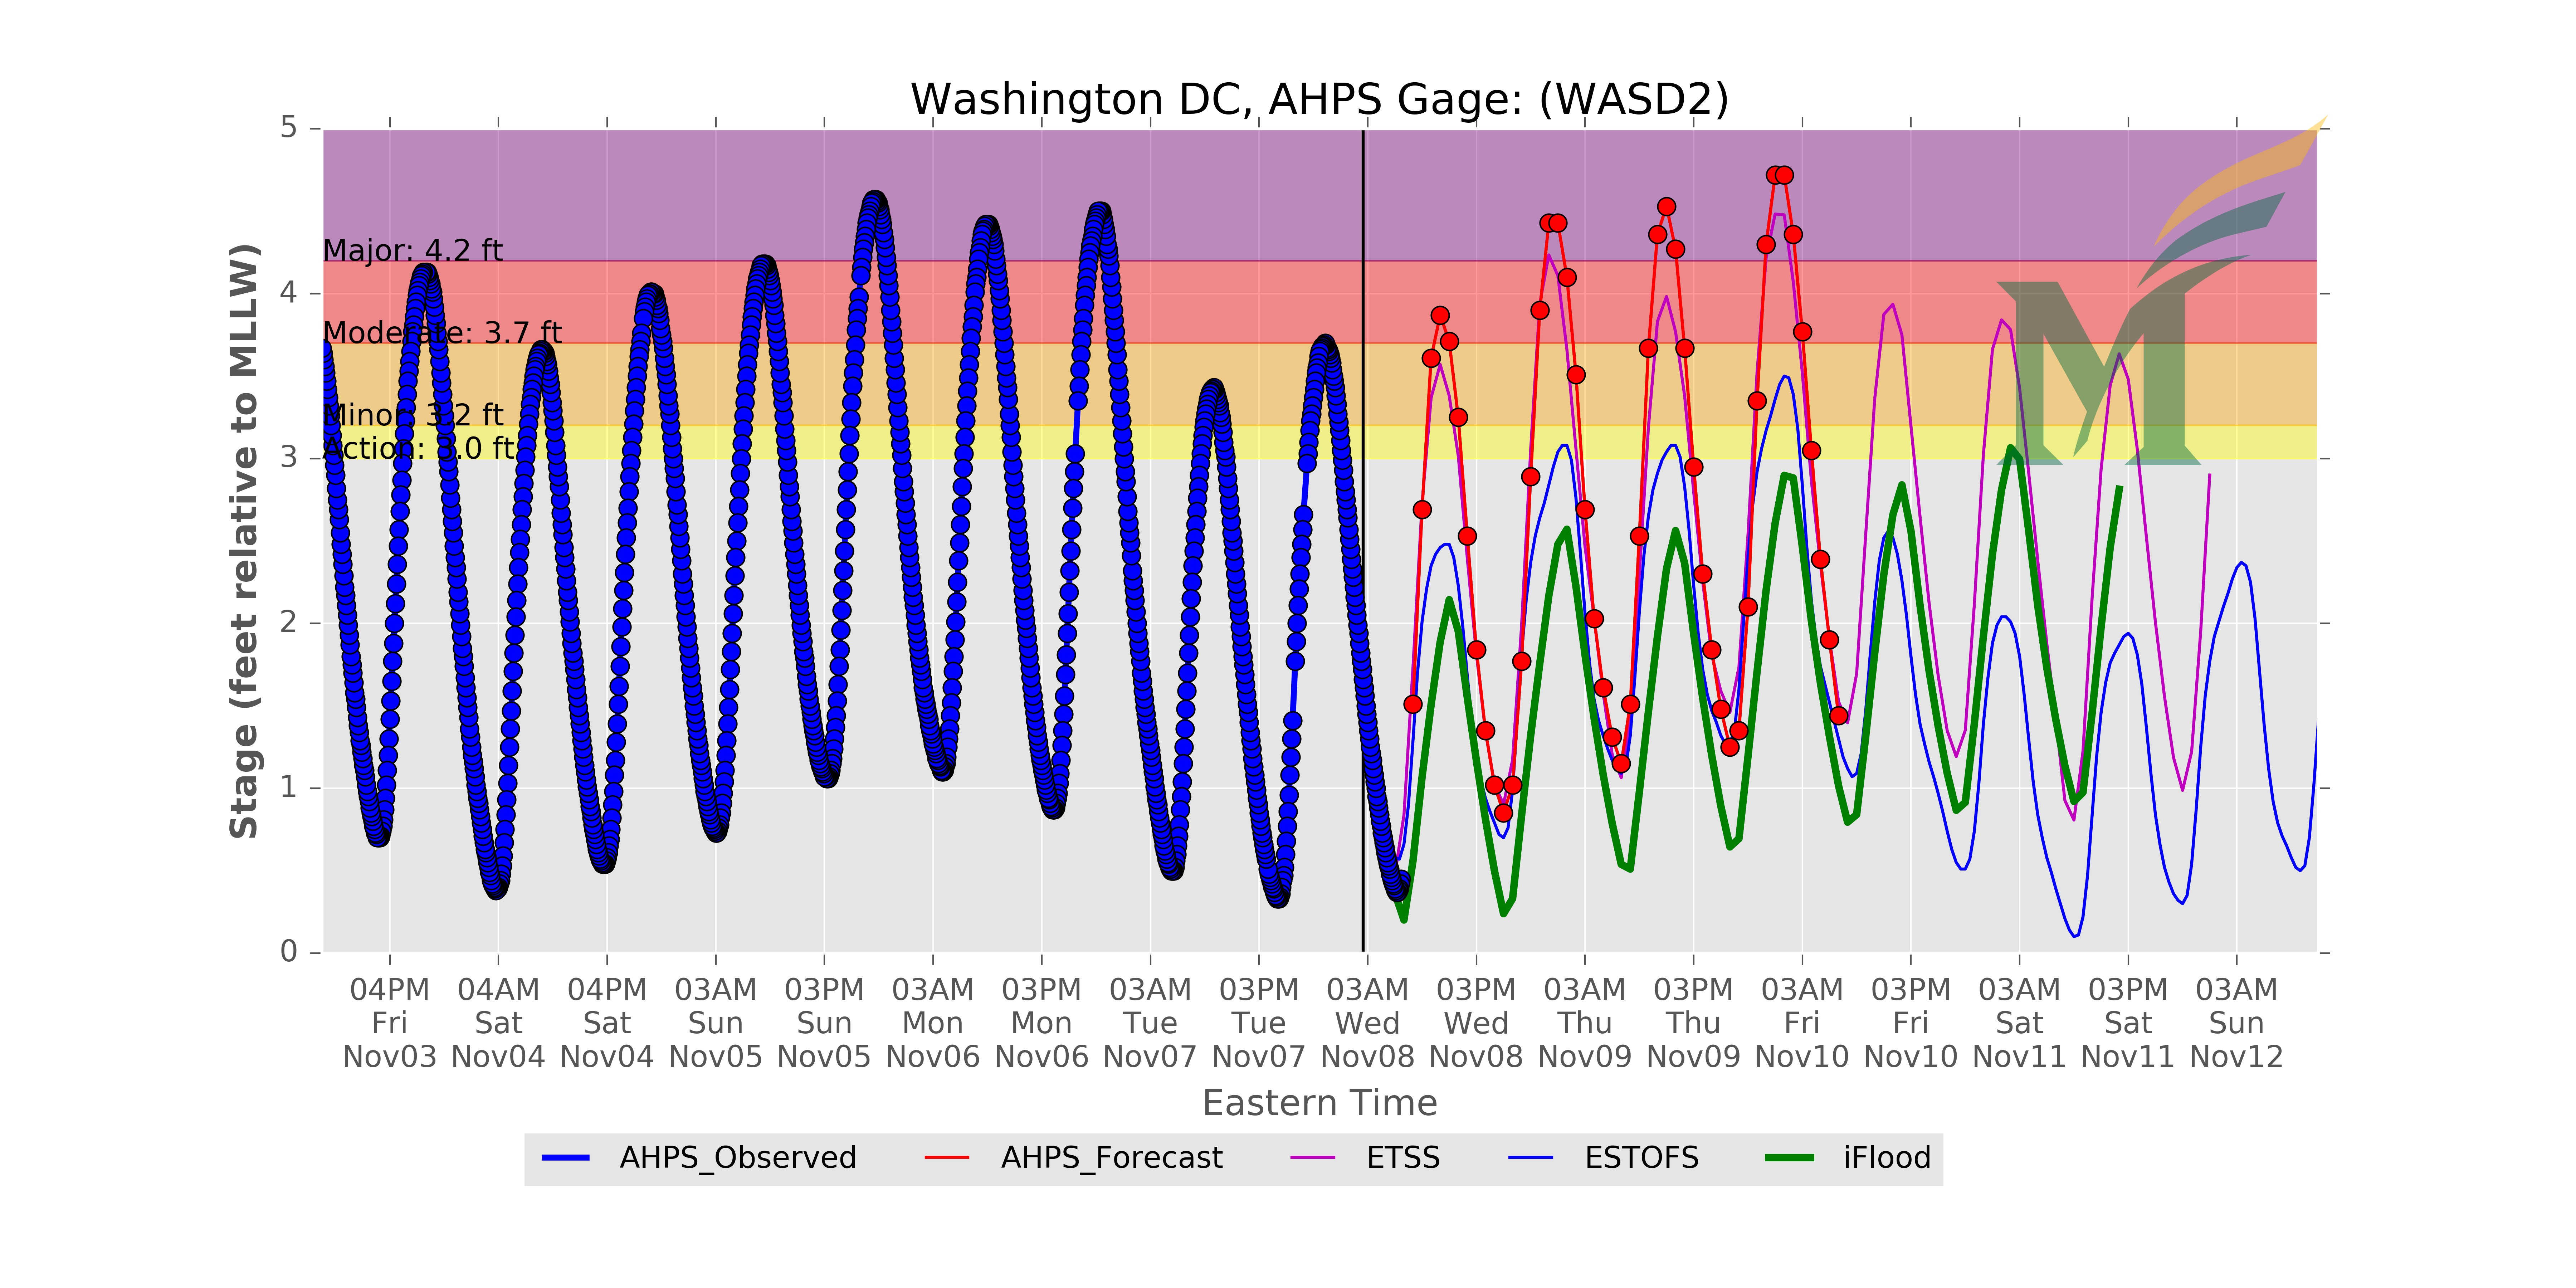 Washington DC, AHPS Gage: (WASD2)
Stage (feet relative to MLLW)
5
4
3
2
1
0
Major: 4.2 ft
Moderate: 3.7 ft
Minor: 3.2 ft
Action: 3.0 ft
04PM 04AM 04PM 03AM 03PM 03AM 03PM 03AM 03PM 03AM 03PM 03AM 03PM 03AM 03PM 03AM 03PM 03AM
Fri Sat Sat Sun Sun Mon Mon Tue Tue Wed Wed Thu Thu Fri Fri Sat Sat Sun
Nov03 Nov04 Nov04 Nov05 Nov05 Nov06 Nov06 Nov07 Nov07 Nov08 Nov08 Nov09 Nov09 Nov10 Nov10 Nov11 Nov11 Nov12
Eastern Time
AHPS_Observed AHPS_Forecast ETSS ESTOFS iFlood
M